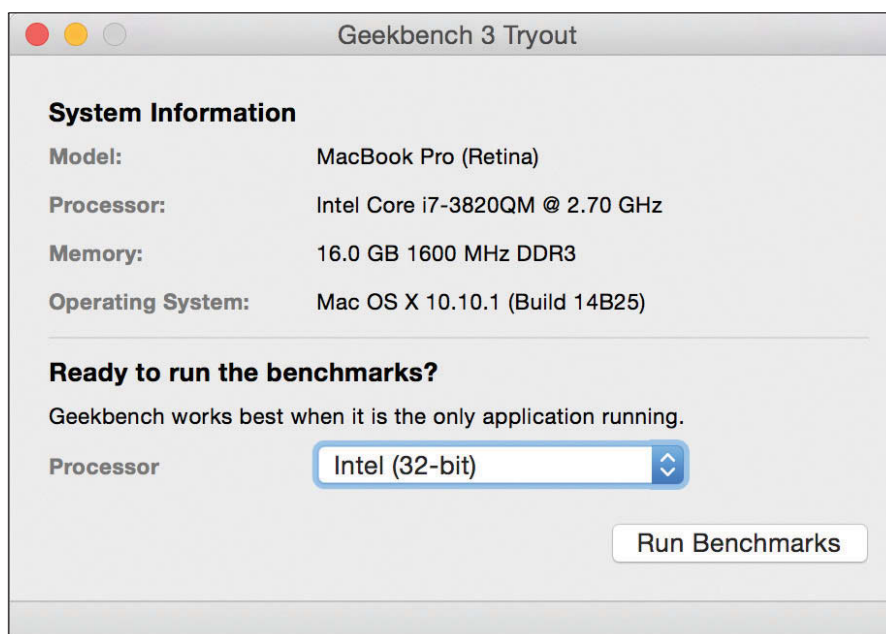 Geekbench 3 Tryout
System Information
Model: MacBook Pro (Retina)
Processor: Intel Core i7-3820QM @ 2.70 GHz
Memory: 16.0 GB 1600 MHz DDR3
Operating System: Mac OS X 10.10.1 (Build 14B25)
Ready to run the benchmarks?
Geekbench works best when it is the only application running.
Processor Intel (32-bit)
Run Benchmarks